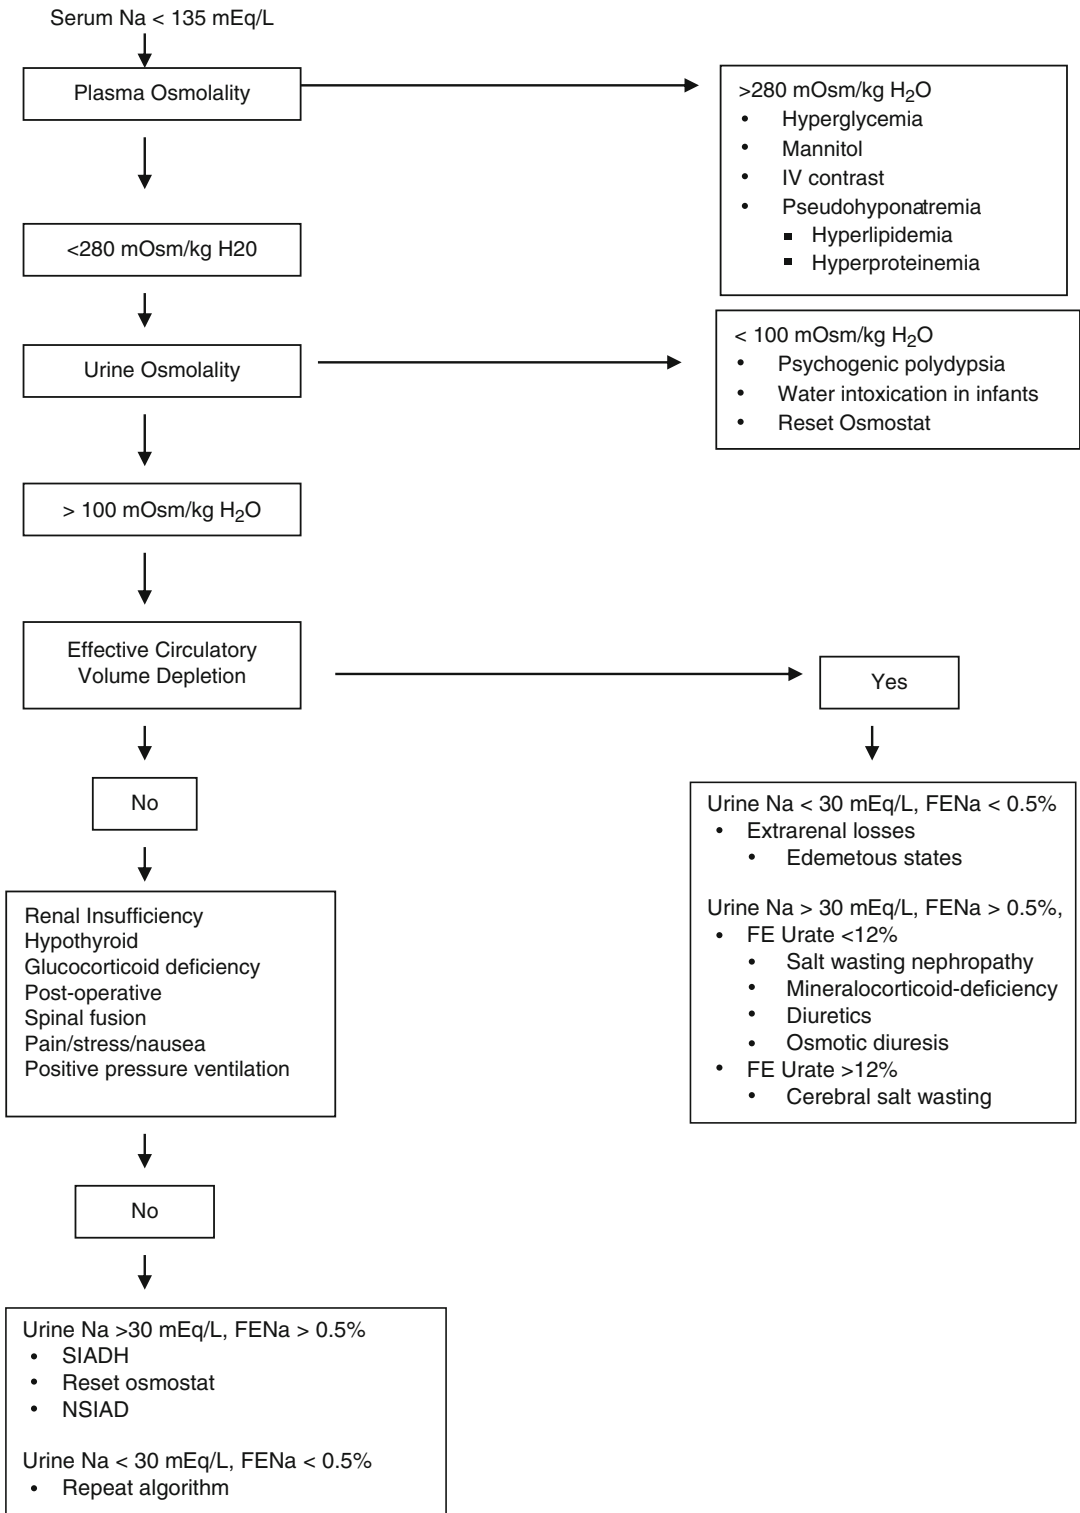 Serum Na < 135 mEq/L
Plasma Osmolality
>280 mOsm/kg H₂O
• Hyperglycemia
• Mannitol
• IV contrast
• Pseudohyponatremia
▪ Hyperlipidemia
▪ Hyperproteinemia
<280 mOsm/kg H20
Urine Osmolality
< 100 mOsm/kg H₂O
• Psychogenic polydypsia
• Water intoxication in infants
• Reset Osmostat
> 100 mOsm/kg H₂O
Effective Circulatory
Volume Depletion
Yes
No
Urine Na < 30 mEq/L, FENa < 0.5%
• Extrarenal losses
• Edemetous states
Urine Na > 30 mEq/L, FENa > 0.5%,
• FE Urate <12%
• Salt wasting nephropathy
• Mineralocorticoid-deficiency
• Diuretics
• Osmotic diuresis
• FE Urate >12%
• Cerebral salt wasting
Renal Insufficiency
Hypothyroid
Glucocorticoid deficiency
Post-operative
Spinal fusion
Pain/stress/nausea
Positive pressure ventilation
No
Urine Na >30 mEq/L, FENa > 0.5%
• SIADH
• Reset osmostat
• NSIAD
Urine Na < 30 mEq/L, FENa < 0.5%
• Repeat algorithm